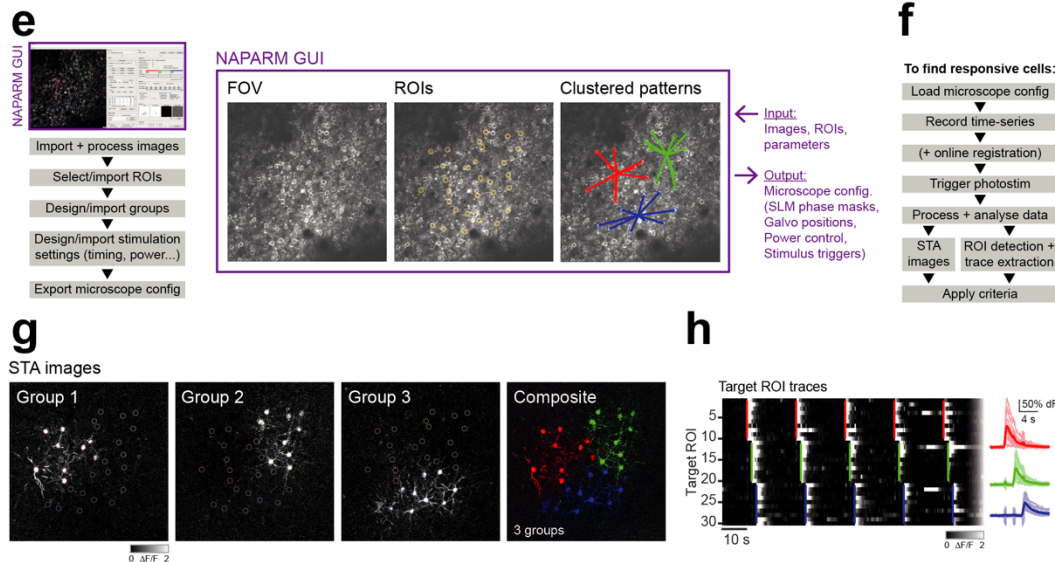 e
NAPARM GUI
Import + process images
Select/import ROIs
Design/import groups
Design/import stimulation
settings (timing, power...)
Export microscope config
NAPARM GUI
FOV
ROIs
Clustered patterns
Input:
Images, ROIs,
parameters
Output:
Microscope config.
(SLM phase masks,
Galvo positions,
Power control,
Stimulus triggers)
f
To find responsive cells:
Load microscope config
Record time-series
(+ online registration)
Trigger photostim
Process + analyse data
STA
images
ROI detection +
trace extraction
Apply criteria
g
STA images
Group 1
Group 2
Group 3
Composite
3 groups
0 ΔF/F 2
h
Target ROI traces
Target ROI
5
10
15
20
25
30
10 s
0 ΔF/F 2
50% dF
4 s